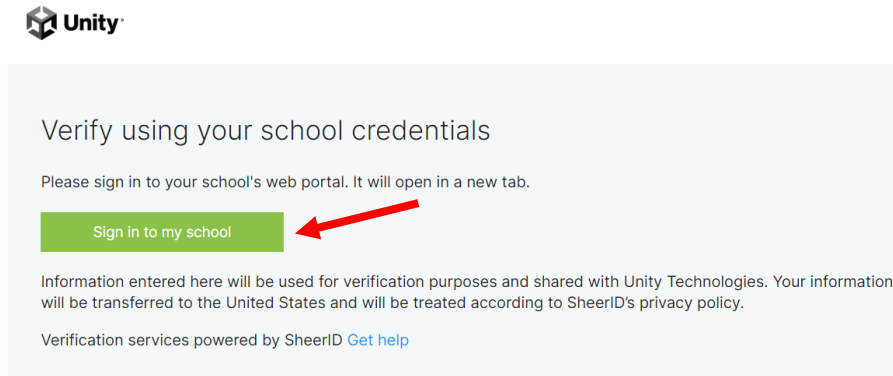 Unity
Verify using your school credentials
Please sign in to your school's web portal. It will open in a new tab.
Sign in to my school
Information entered here will be used for verification purposes and shared with Unity Technologies. Your information
will be transferred to the United States and will be treated according to SheerID’s privacy policy.
Verification services powered by SheerID Get help